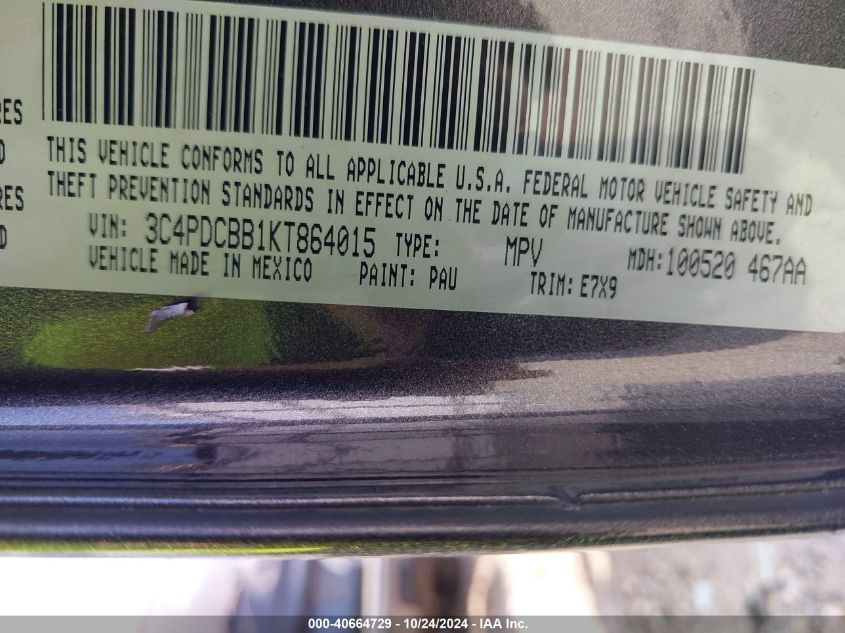 RES
THIS VEHICLE CONFORMS TO ALL APPLICABLE U.S.A. FEDERAL MOTOR VEHICLE SAFETY AND
THEFT PREVENTION STANDARDS IN EFFECT ON THE DATE OF MANUFACTURE SHOWN ABOVE.
RES
D
VIN: 3C4PDCBB1KT864015 TYPE: MPV MDH:100520 467AA
VEHICLE MADE IN MEXICO PAINT: PAU TRIM: E7X9
000-40664729 - 10/24/2024 - IAA Inc.